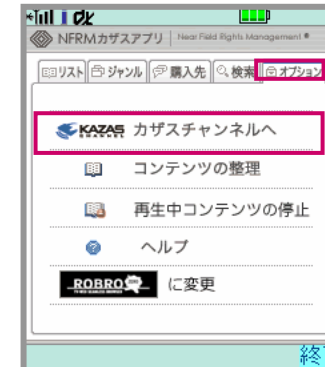 NFRMカザスアプリ Near Field Rights Management
リスト ジャンル 購入先 検索 オプション
KAZAS CHANNEL カザスチャンネルへ
コンテンツの整理
再生中コンテンツの停止
ヘルプ
ROBRO に変更
終